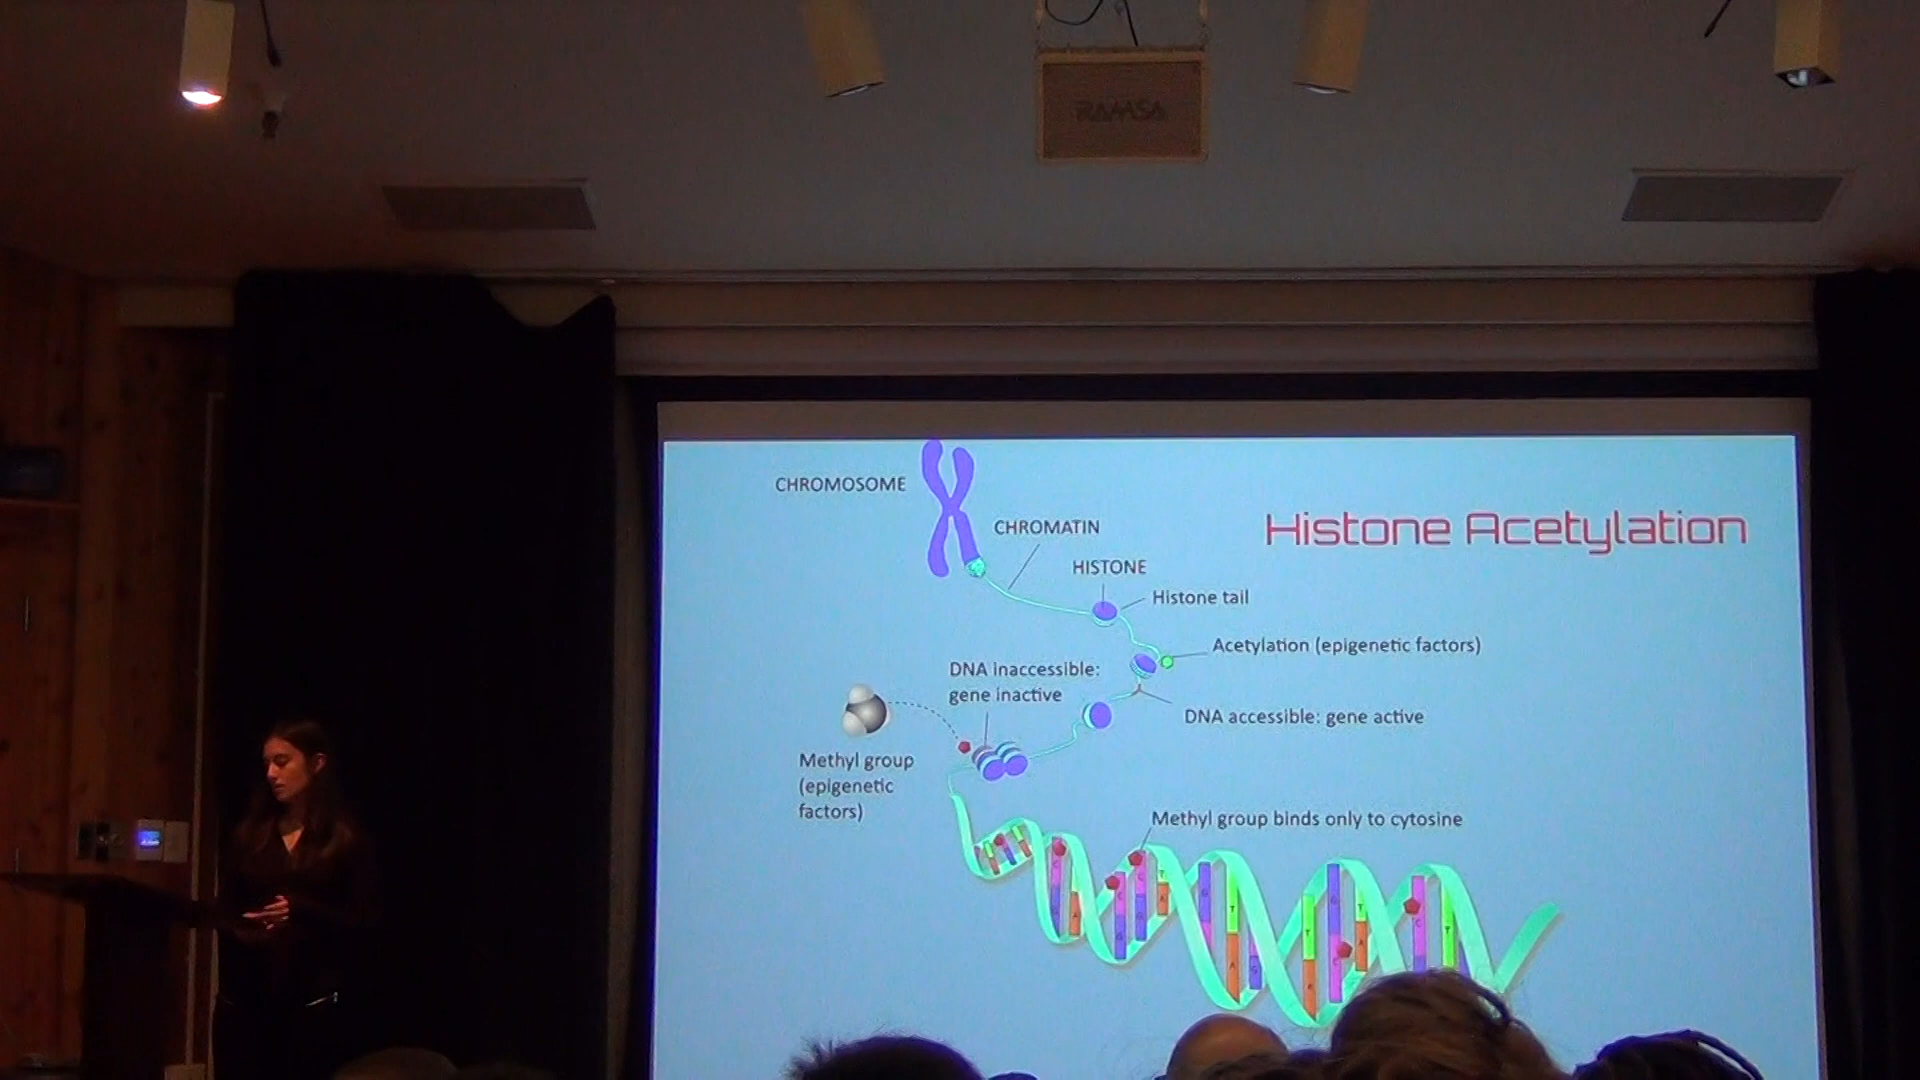 RAMSA
CHROMOSOME
CHROMATIN
Histone Acetylation
HISTONE
Histone tail
Acetylation (epigenetic factors)
DNA inaccessible:
gene inactive
DNA accessible: gene active
Methyl group
(epigenetic
factors)
Methyl group binds only to cytosine
C
C
C
T
G
T
G
T
C
T
A
G
G
A
T
A
A
G
C
A